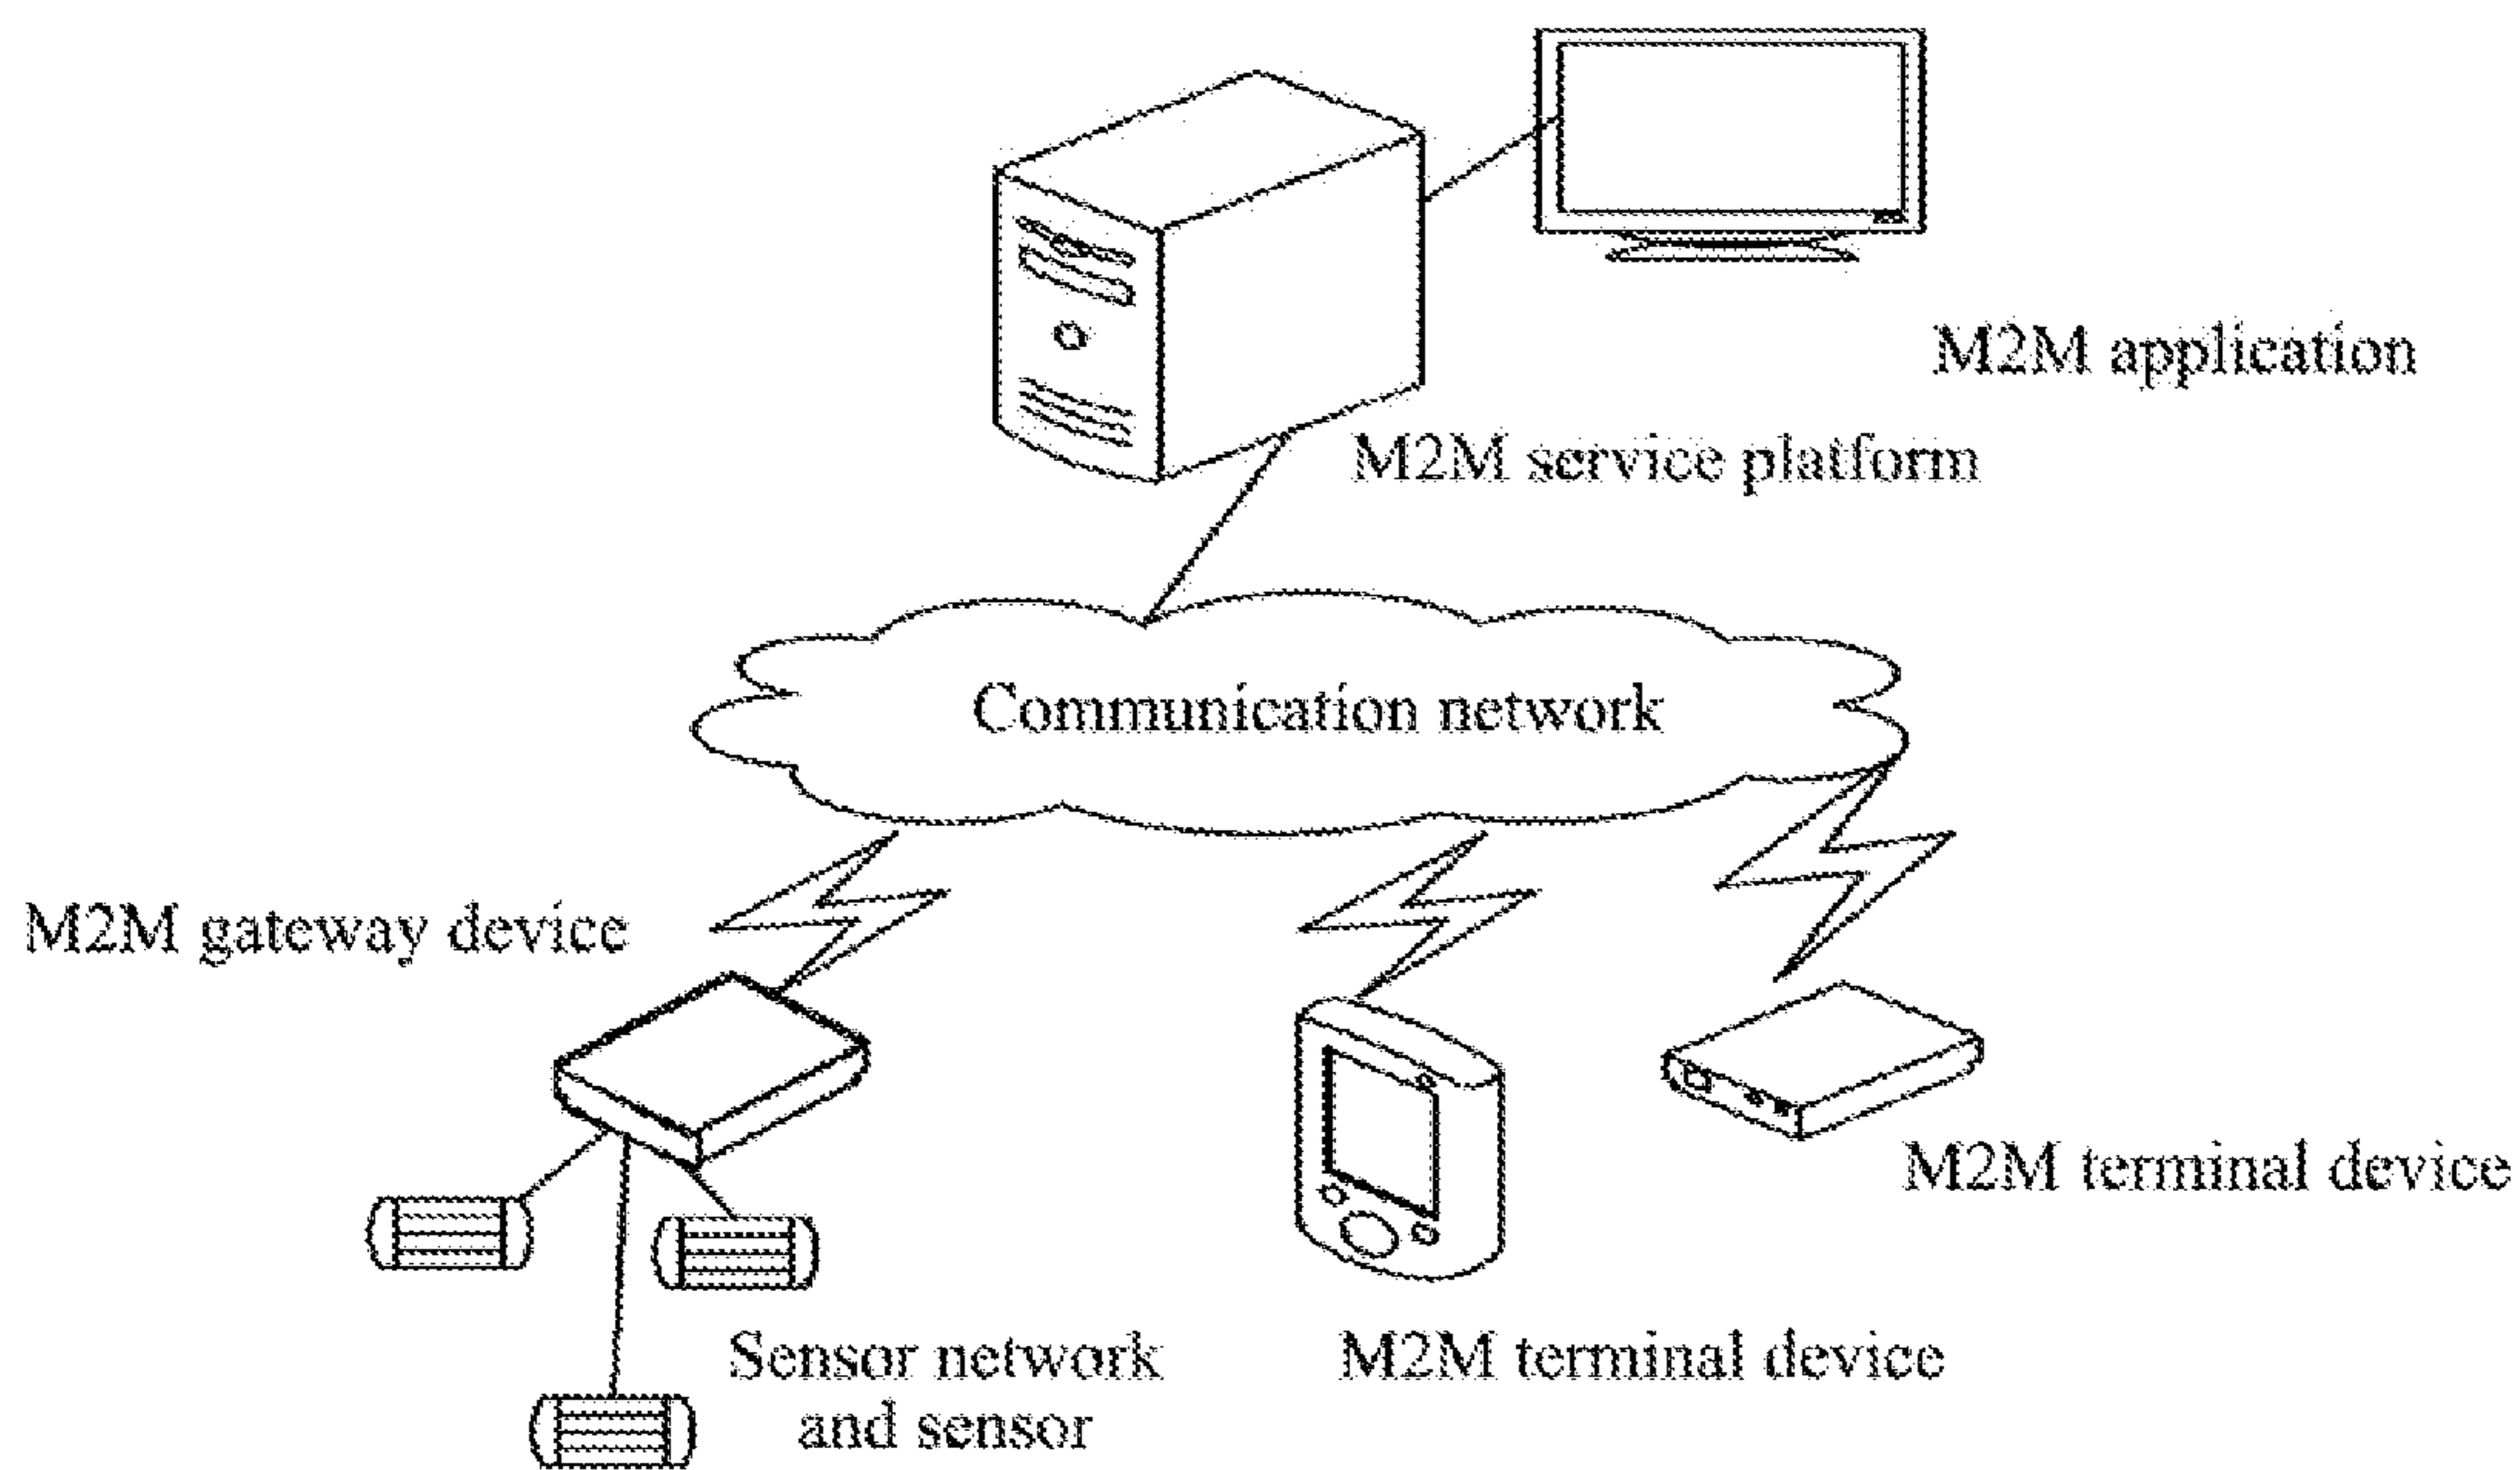 M2M application
M2M service platform
Communication network
M2M gateway device
M2M terminal device
Sensor network
and sensor
M2M terminal device